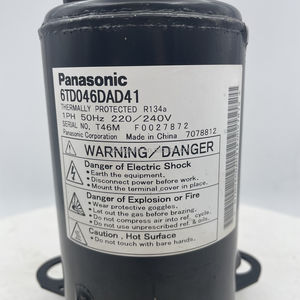 Panasonic
6TD046DAD41
THERMALLY PROTECTED R134a
1PH 50Hz 220/240V
SERIAL NO. T46M F0027872
Panasonic Corporation Made in China 7078812
WARNING/DANGER
Danger of Electric Shock
● Earth the equipment.
● Disconnect power before service.
● Mount the terminal cover in place.
Danger of Explosion or Fire
● Wear protective goggles.
● Let out the gas before brazing.
● Do not compress air into ref. cycle.
● Do not use unprescribed ref. & oils.
Caution, Hot Surface
● Do not touch with bare hands.